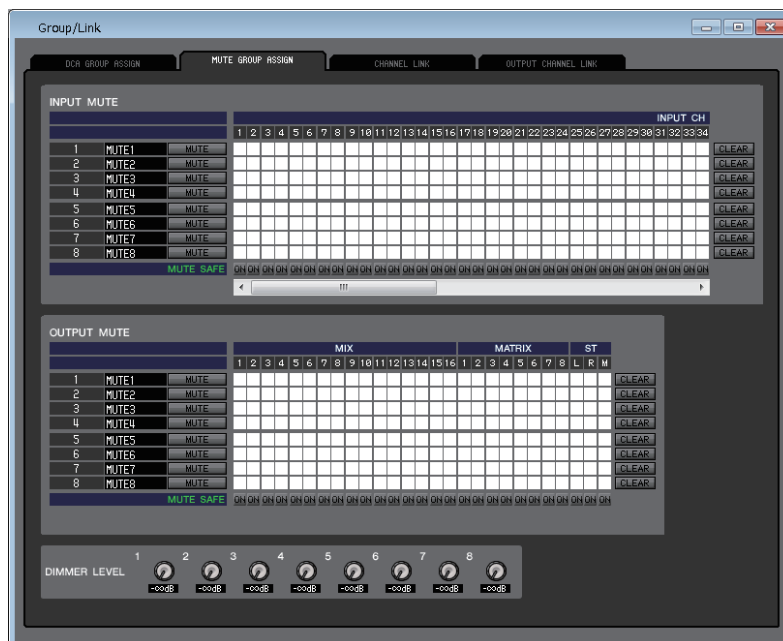 Group/Link
DCA GROUP ASSIGN MUTE GROUP ASSIGN CHANNEL LINK OUTPUT CHANNEL LINK
INPUT MUTE
INPUT CH
1 2 3 4 5 6 7 8 9 10 11 12 13 14 15 16 17 18 19 20 21 22 23 24 25 26 27 28 29 30 31 32 33 34
1 MUTE1 MUTE CLEAR
2 MUTE2 MUTE CLEAR
3 MUTE3 MUTE CLEAR
4 MUTE4 MUTE CLEAR
5 MUTE5 MUTE CLEAR
6 MUTE6 MUTE CLEAR
7 MUTE7 MUTE CLEAR
8 MUTE8 MUTE CLEAR
MUTE SAFE ON ON ON ON ON ON ON ON ON ON ON ON ON ON ON ON ON ON ON ON ON ON ON ON ON ON ON ON ON ON ON ON ON ON
OUTPUT MUTE
MIX MATRIX ST
1 2 3 4 5 6 7 8 9 10 11 12 13 14 15 16 1 2 3 4 5 6 7 8 L R M
1 MUTE1 MUTE CLEAR
2 MUTE2 MUTE CLEAR
3 MUTE3 MUTE CLEAR
4 MUTE4 MUTE CLEAR
5 MUTE5 MUTE CLEAR
6 MUTE6 MUTE CLEAR
7 MUTE7 MUTE CLEAR
8 MUTE8 MUTE CLEAR
MUTE SAFE ON ON ON ON ON ON ON ON ON ON ON ON ON ON ON ON ON ON ON ON ON ON ON ON ON ON ON
1 2 3 4 5 6 7 8
DIMMER LEVEL
-∞dB -∞dB -∞dB -∞dB -∞dB -∞dB -∞dB -∞dB